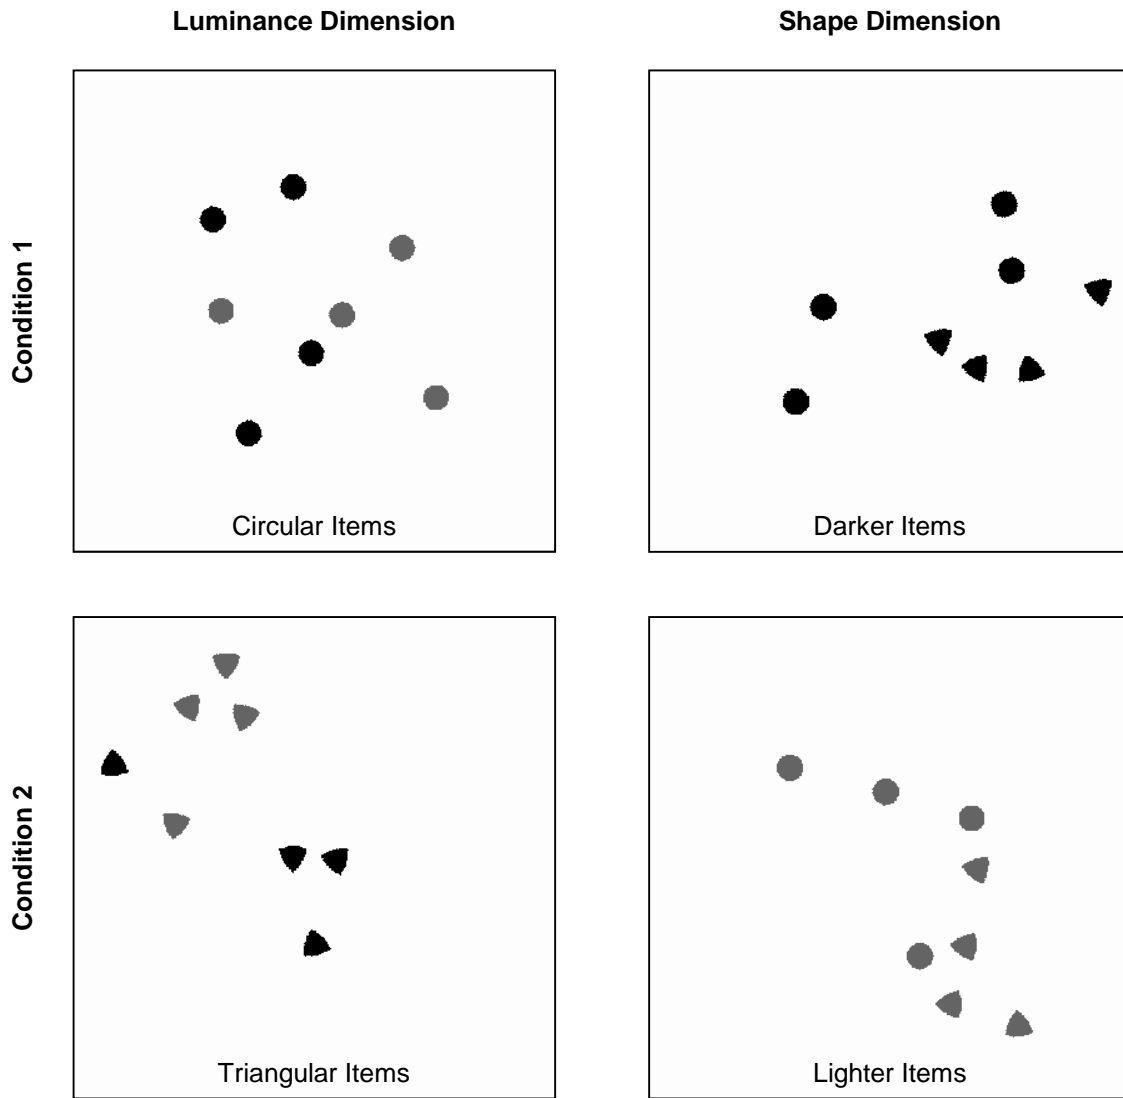 Luminance Dimension
Shape Dimension
Condition 1
Circular Items
Darker Items
Condition 2
Triangular Items
Lighter Items